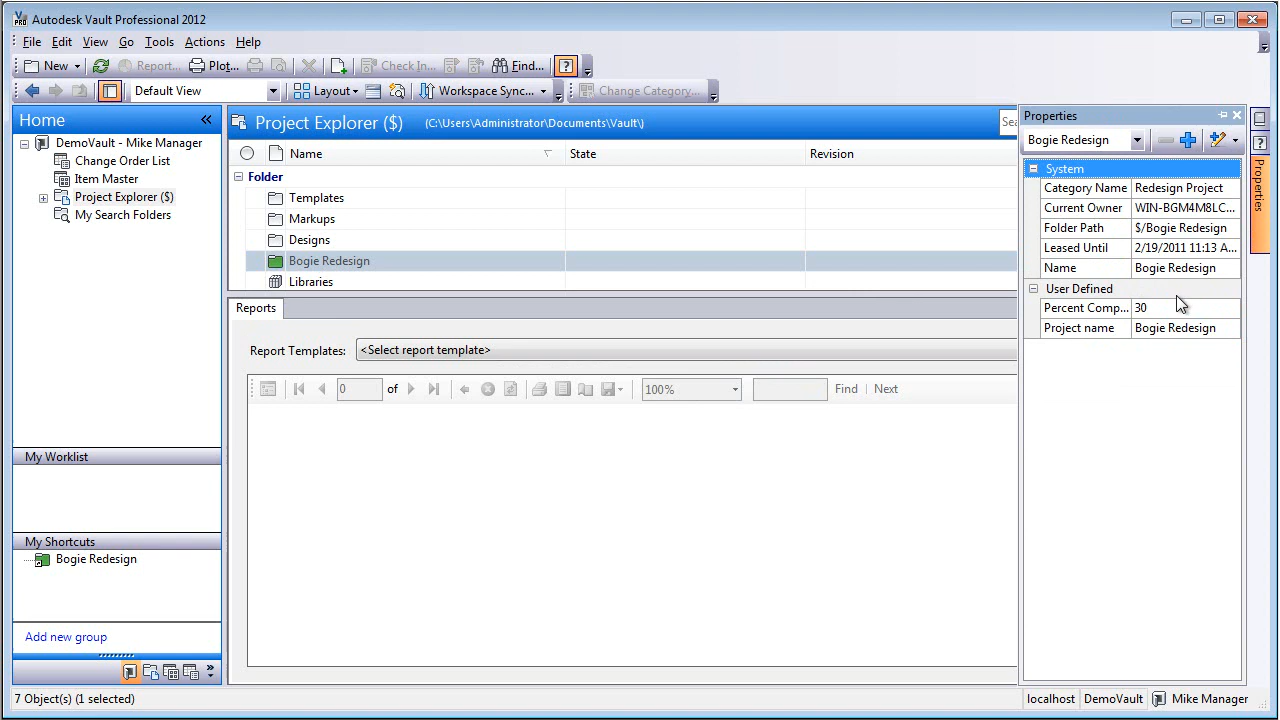 Autodesk Vault Professional 2012
File Edit View Go Tools Actions Help
New Report... Plot... Check In... Find...
Default View Layout Workspace Sync... Change Category...
Home
DemoVault - Mike Manager
Change Order List
Item Master
Project Explorer ($)
My Search Folders
My Worklist
My Shortcuts
Bogie Redesign
Add new group
Project Explorer ($) (C:\Users\Administrator\Documents\Vault\) Sea
Name State Revision
Folder
Templates
Markups
Designs
Bogie Redesign
Libraries
Reports
Report Templates: <Select report template>
0 of 100% Find | Next
Properties
Bogie Redesign
System
Category Name Redesign Project
Current Owner WIN-BGM4M8LC...
Folder Path $/Bogie Redesign
Leased Until 2/19/2011 11:13 A...
Name Bogie Redesign
User Defined
Percent Comp... 30
Project name Bogie Redesign
Properties
7 Object(s) (1 selected) localhost DemoVault Mike Manager